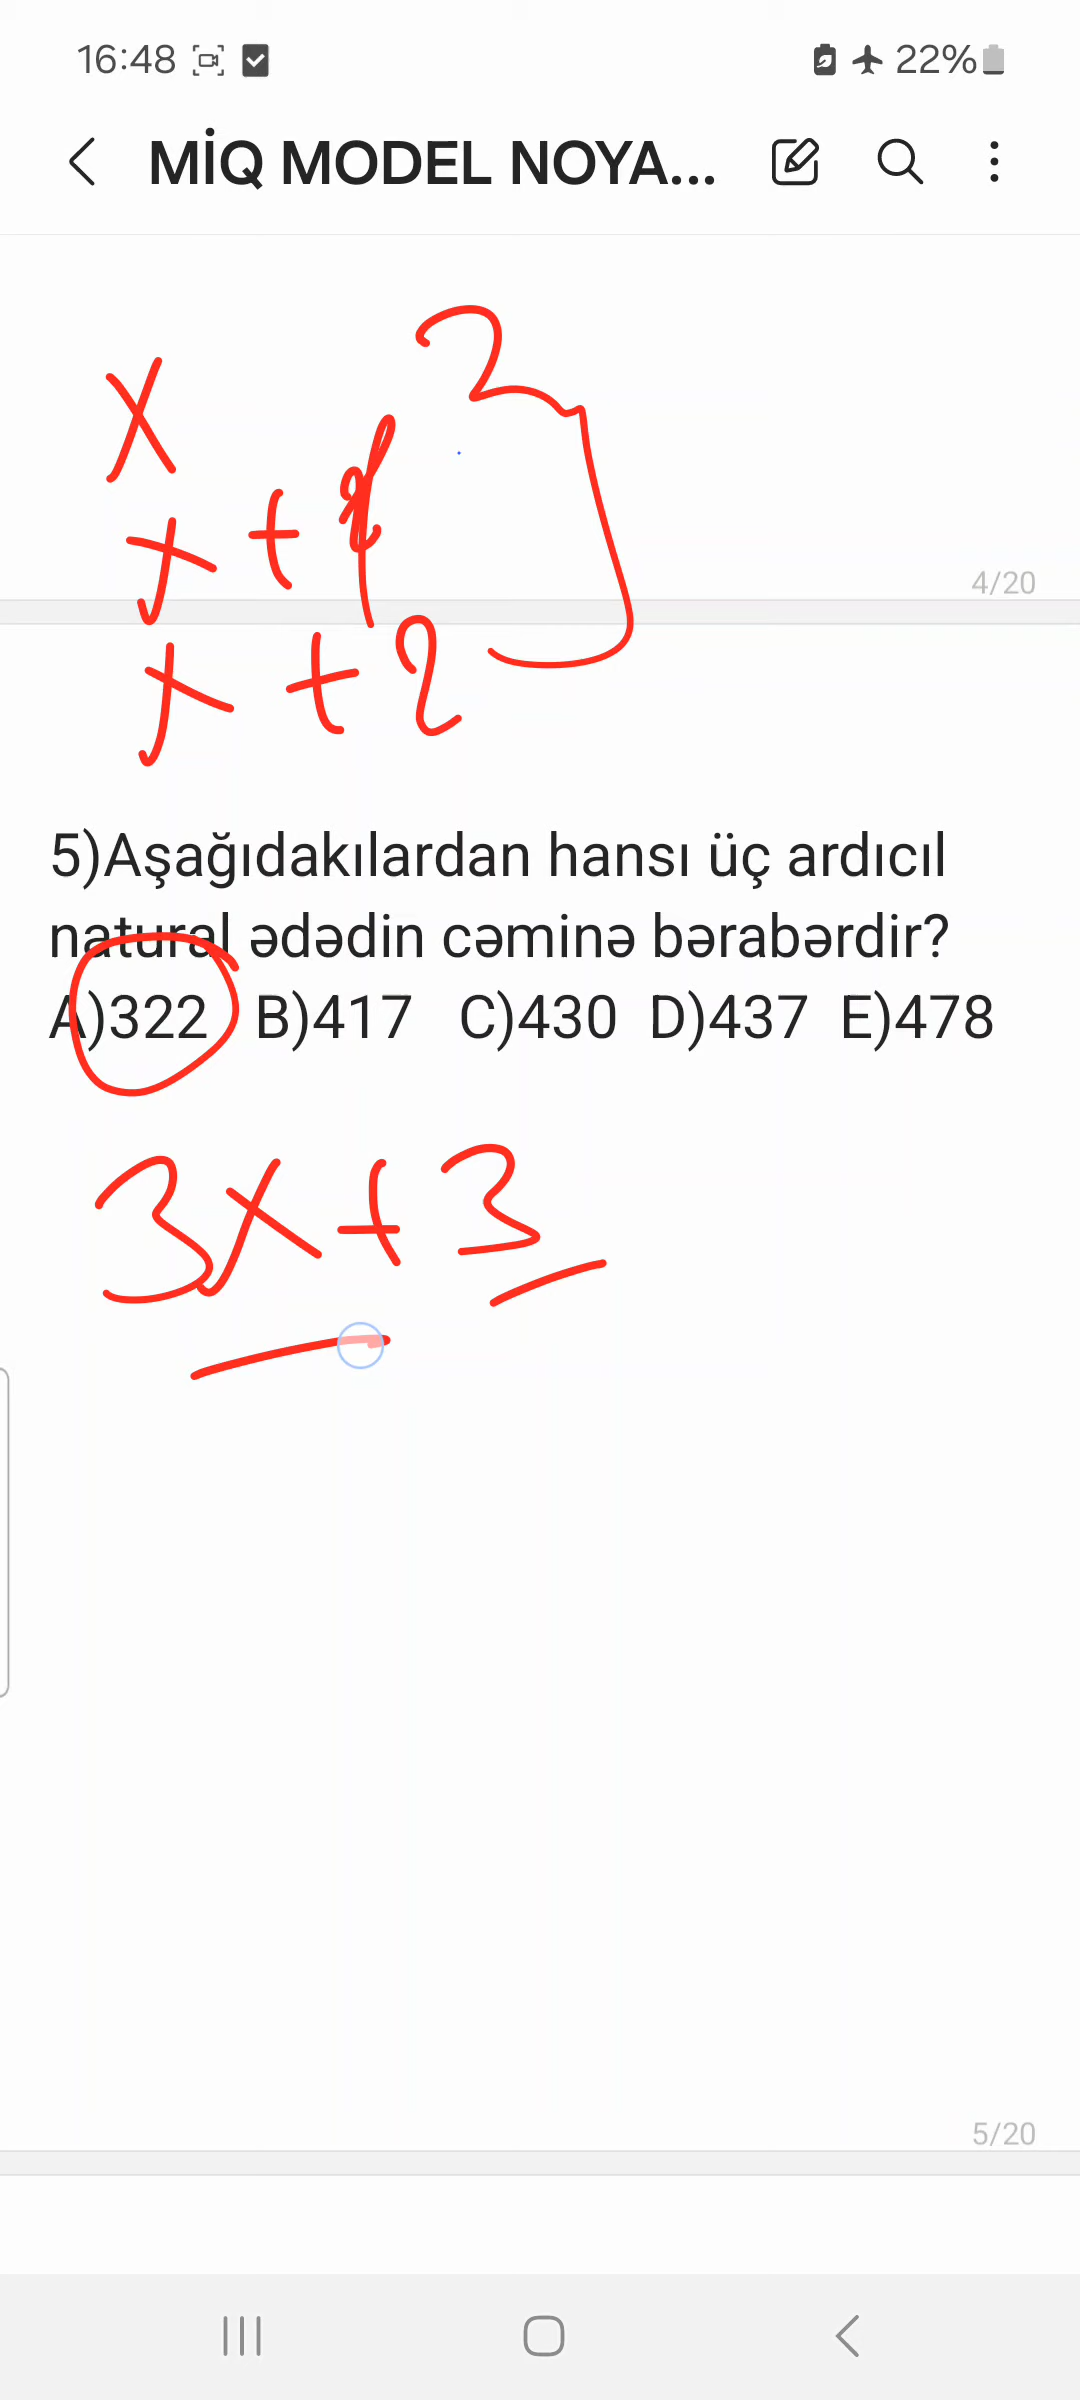 16:48 22%
MİQ MODEL NOYA...
x
x + 1
4/20
x + 2
5)Aşağıdakılardan hansı üç ardıcıl
natural ədədin cəminə bərabərdir?
A)322 B)417 C)430 D)437 E)478
3x+3
5/20